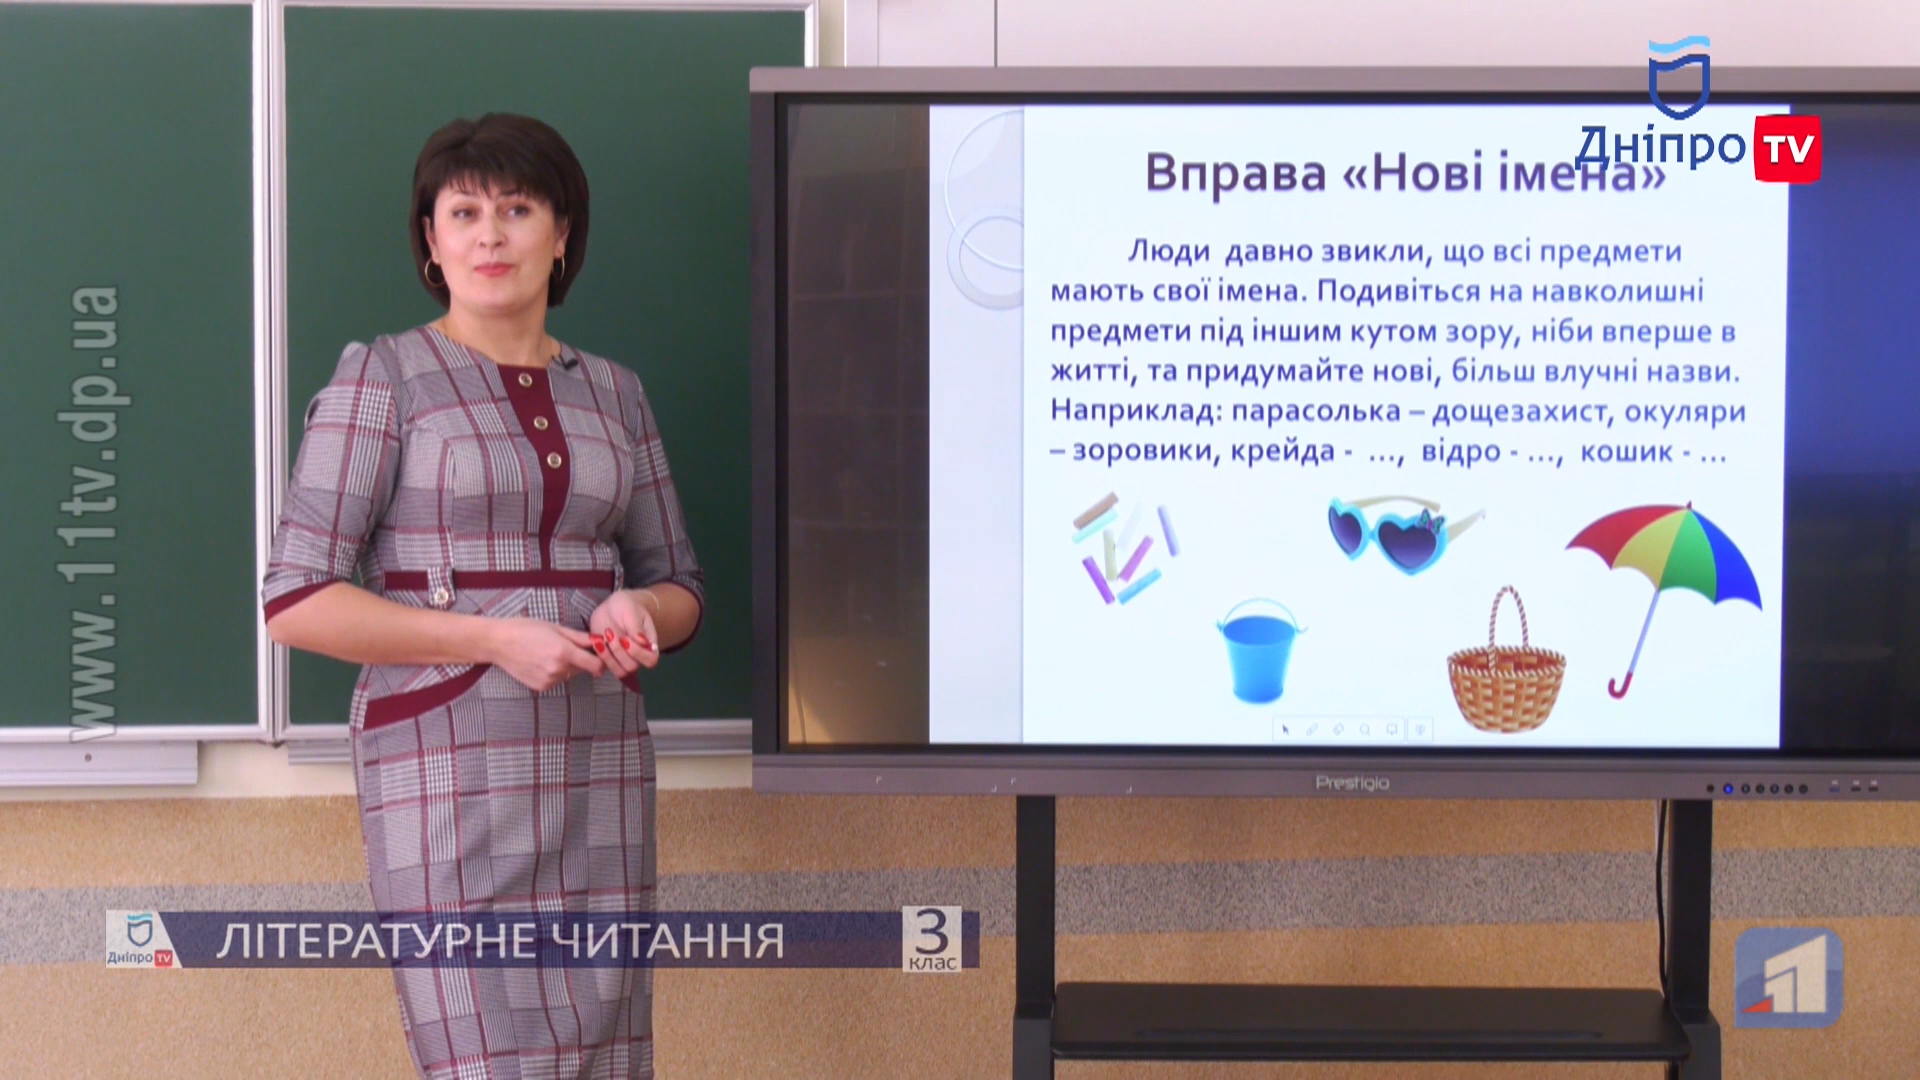 Дніпро TV
Вправа «Нові імена»
Люди давно звикли, що всі предмети
мають свої імена. Подивіться на навколишні
предмети під іншим кутом зору, ніби вперше в
житті, та придумайте нові, більш влучні назви.
Наприклад: парасолька – дощезахист, окуляри
– зоровики, крейда - ..., відро - ..., кошик - ...
Prestigio
www.11tv.dp.ua
Дніпро TV
ЛІТЕРАТУРНЕ ЧИТАННЯ
3
клас
11